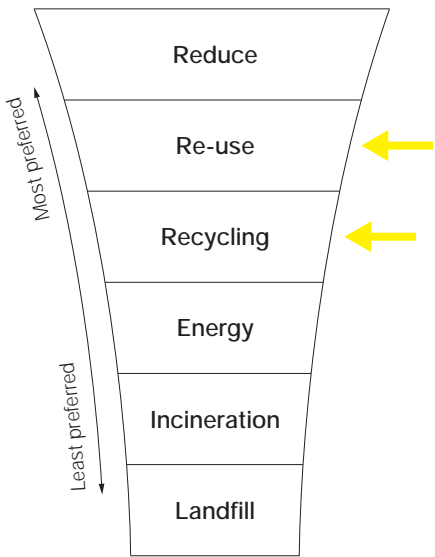 Reduce
Re-use
Recycling
Energy
Incineration
Landfill
Most preferred
Least preferred